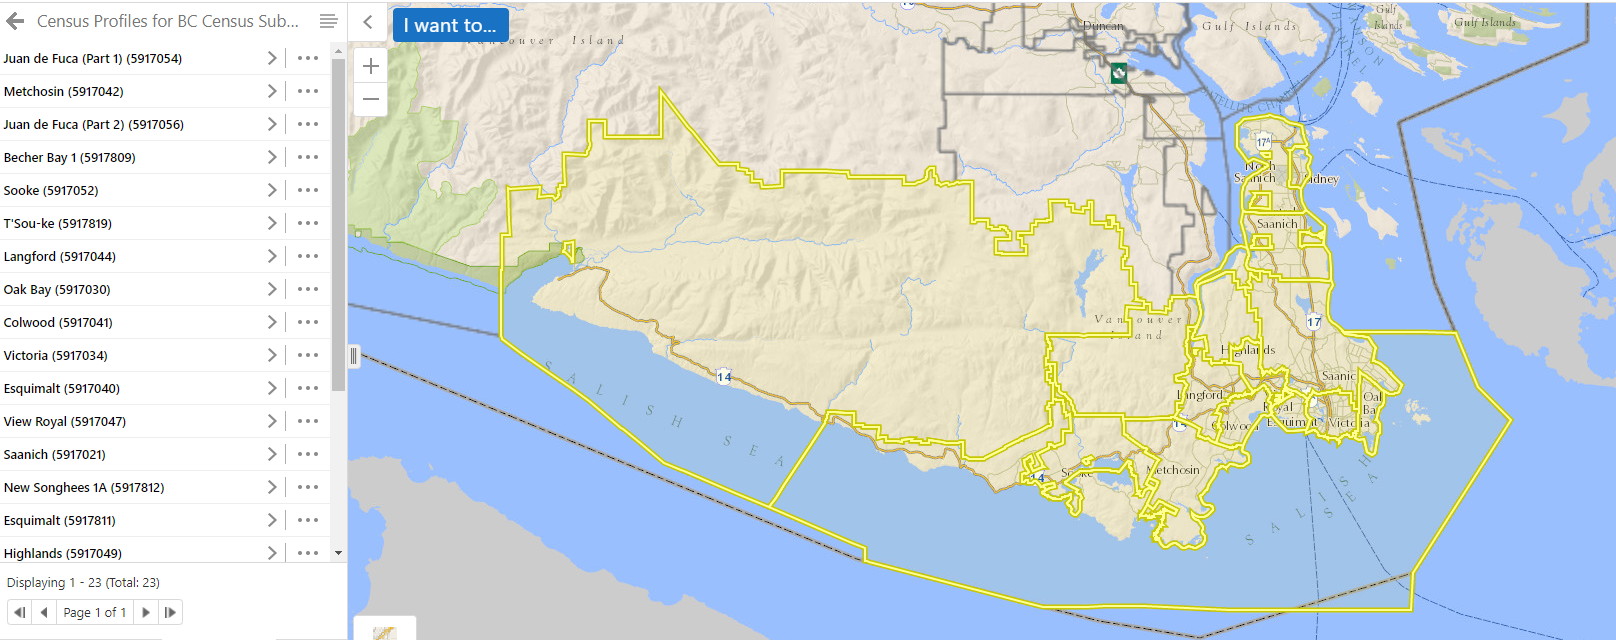 Census Profiles for BC Census Sub...
Juan de Fuca (Part 1) (5917054)
Metchosin (5917042)
Juan de Fuca (Part 2) (5917056)
Becher Bay 1 (5917809)
Sooke (5917052)
T'Sou-ke (5917819)
Langford (5917044)
Oak Bay (5917030)
Colwood (5917041)
Victoria (5917034)
Esquimalt (5917040)
View Royal (5917047)
Saanich (5917021)
New Songhees 1A (5917812)
Esquimalt (5917811)
Highlands (5917049)
Displaying 1 - 23 (Total: 23)
Page 1 of 1
I want to...
Vancouver Island
Duncan
Gulf Islands
Gulf
Islands
Gulf Islands
17A
North
Saanich
Sidney
Saanich
Vancouver
Island
17
Highlands
14
Saanic
Langford
Oak
Bay
Royal
Colwood
Esquimalt
Victoria
14
Metchosin
14
SALISH SEA
SALISH
SEA